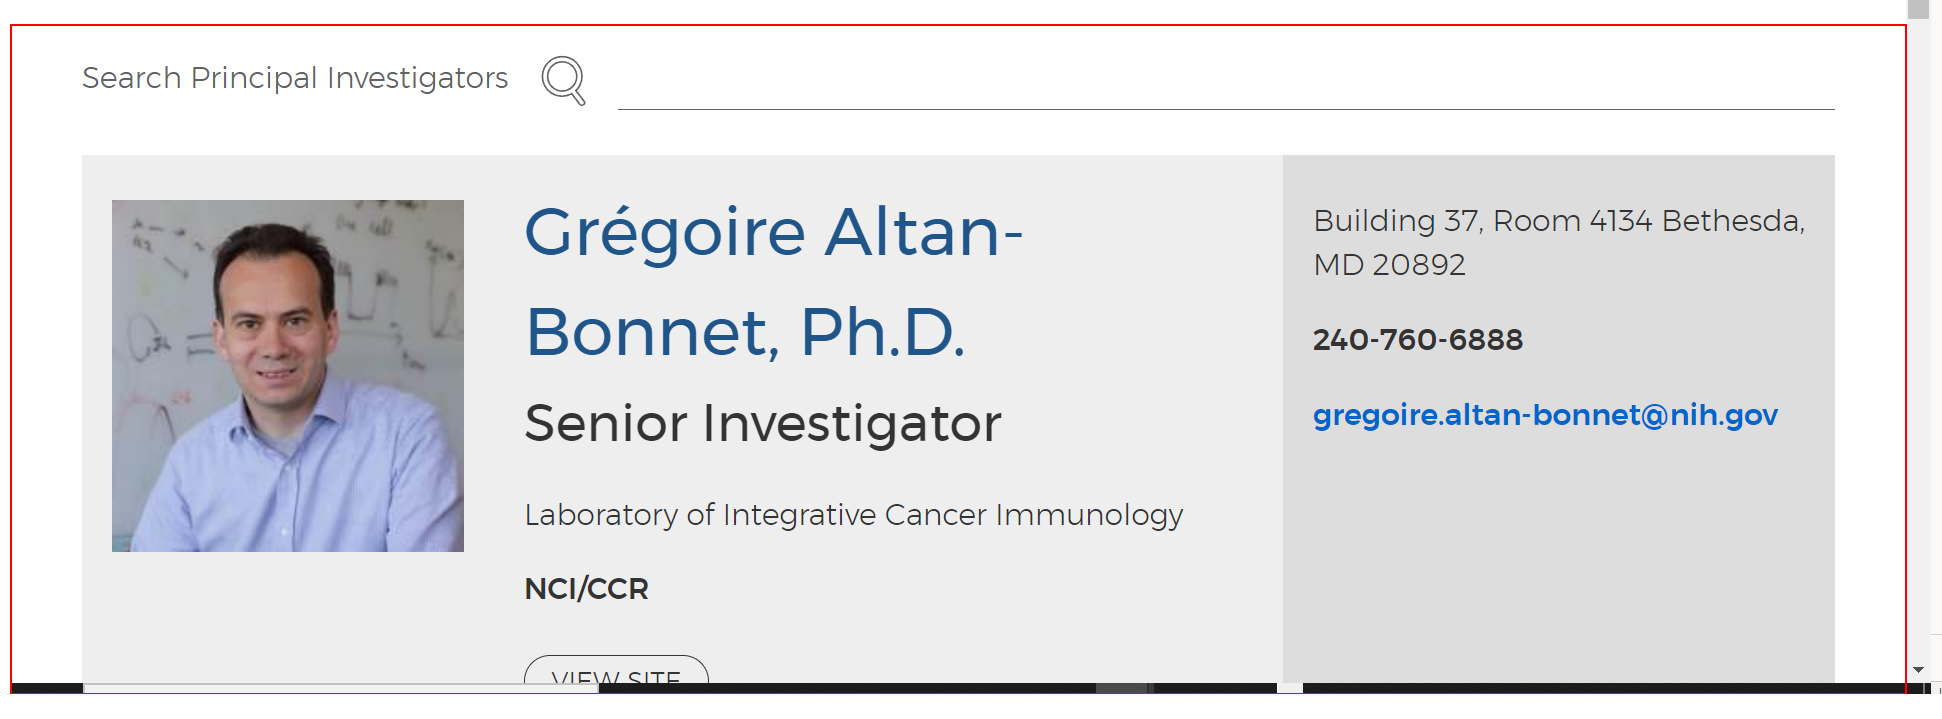 Search Principal Investigators
Grégoire Altan-
Bonnet, Ph.D.
Senior Investigator
Laboratory of Integrative Cancer Immunology
NCI/CCR
VIEW SITE
Building 37, Room 4134 Bethesda,
MD 20892
240-760-6888
gregoire.altan-bonnet@nih.gov